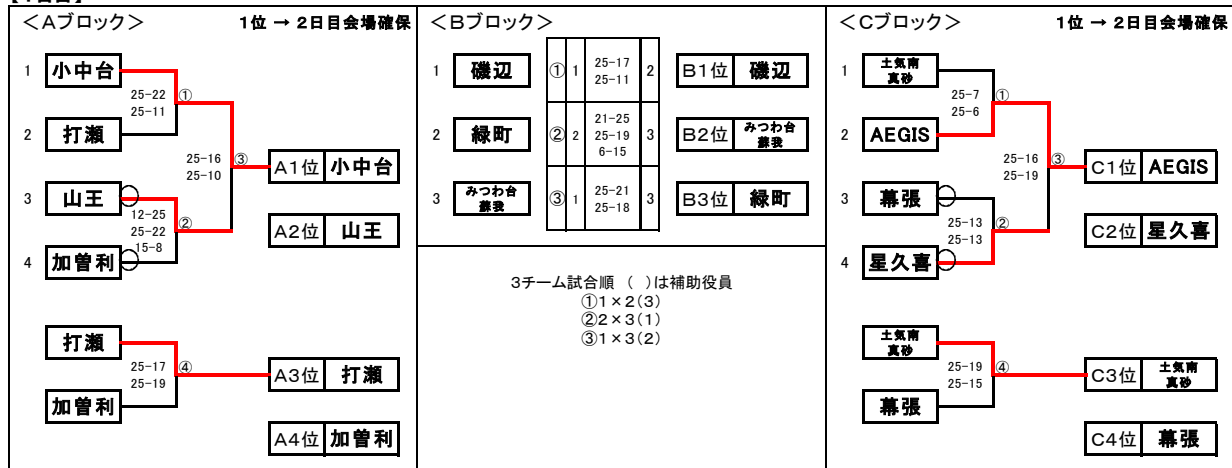 ＜Aブロック＞ 1位 → 2日目会場確保
1 小中台
25-22 ①
25-11
2 打瀬
25-16 ③
25-10
A1位 小中台
3 山王
12-25
25-22 ②
15-8
A2位 山王
4 加曽利
打瀬
25-17 ④
25-19
A3位 打瀬
加曽利
A4位 加曽利
＜Bブロック＞
1 磯辺 ① 1 25-17 2 B1位 磯辺
25-11
2 緑町 ② 2 21-25 3 B2位 みつわ台
25-19 蘇我
6-15
3 みつわ台 ③ 1 25-21 3 B3位 緑町
蘇我 25-18
3チーム試合順 （ ）は補助役員
①1×2(3)
②2×3(1)
③1×3(2)
＜Cブロック＞ 1位 → 2日目会場確保
1 土気南
真砂
25-7 ①
25-6
2 AEGIS
25-16 ③
25-19
C1位 AEGIS
3 幕張
25-13 ②
25-13
C2位 星久喜
4 星久喜
土気南
真砂
25-19 ④
25-15
C3位 土気南
真砂
幕張
C4位 幕張